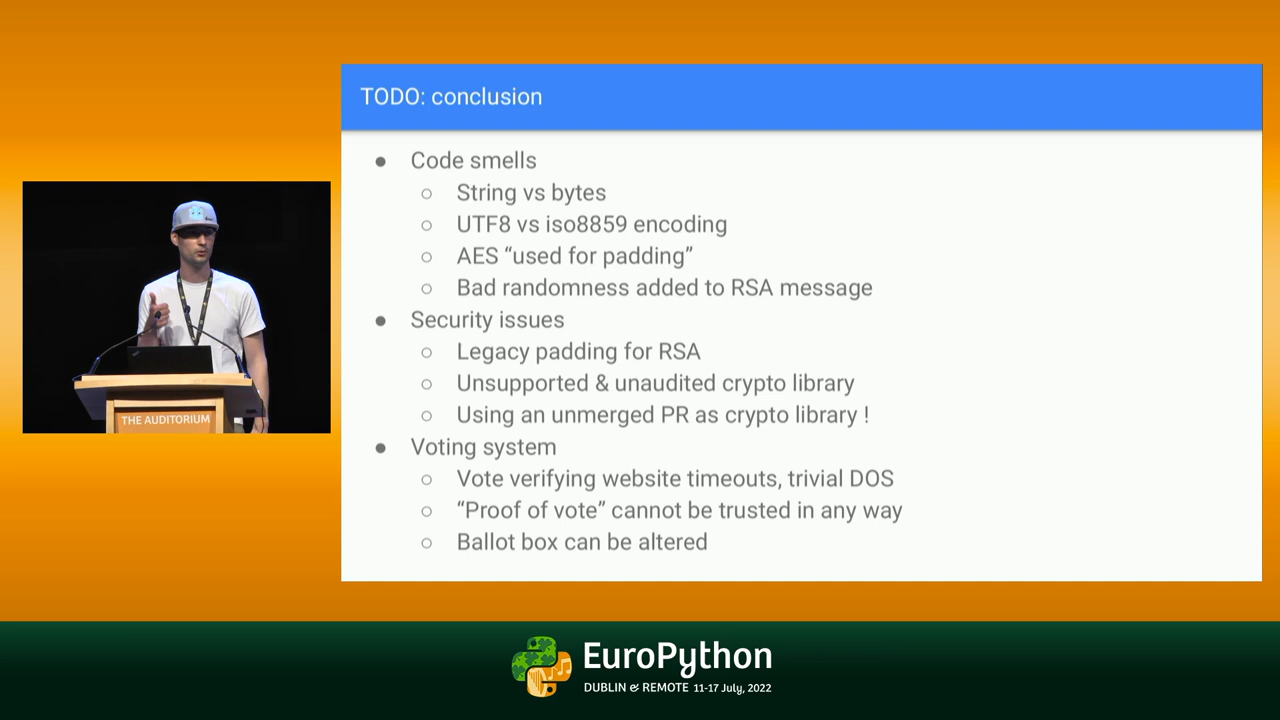 TODO: conclusion
● Code smells
○ String vs bytes
○ UTF8 vs iso8859 encoding
○ AES “used for padding”
○ Bad randomness added to RSA message
● Security issues
○ Legacy padding for RSA
○ Unsupported & unaudited crypto library
○ Using an unmerged PR as crypto library !
● Voting system
○ Vote verifying website timeouts, trivial DOS
○ “Proof of vote” cannot be trusted in any way
○ Ballot box can be altered
THE AUDITORIUM
EuroPython
DUBLIN & REMOTE 11-17 July, 2022